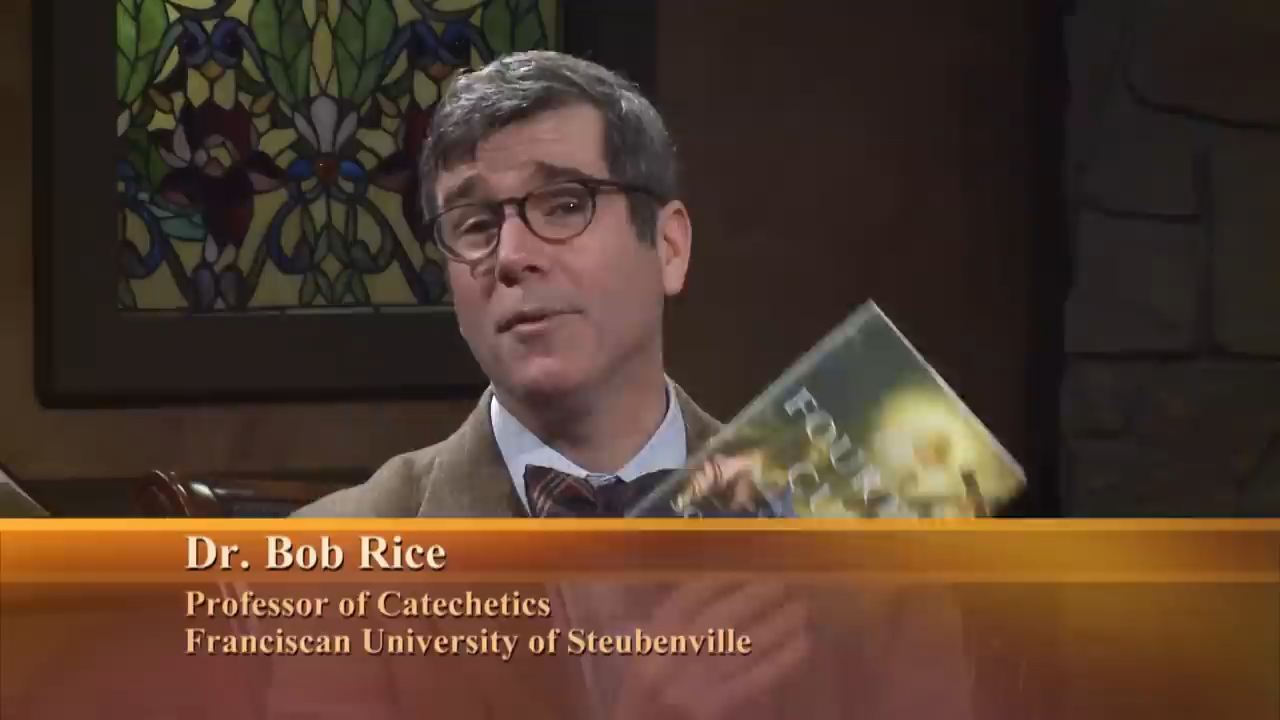 Dr. Bob Rice
Professor of Catechetics
Franciscan University of Steubenville